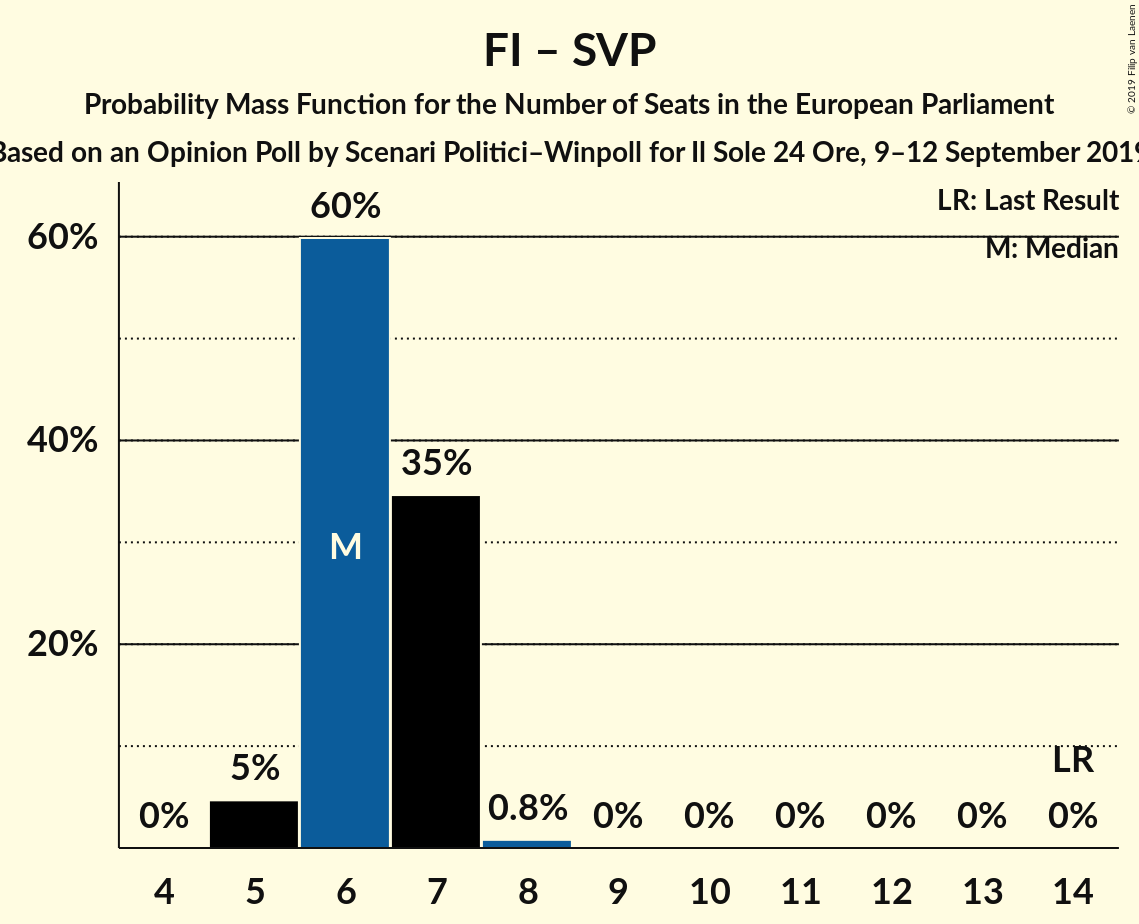 FI – SVP
Probability Mass Function for the Number of Seats in the European Parliament
Based on an Opinion Poll by Scenari Politici–Winpoll for Il Sole 24 Ore, 9–12 September 2019
© 2019 Filip van Laenen
LR: Last Result
M: Median
60%
40%
20%
0%
5%
60%
M
35%
0.8%
0%
0%
0%
0%
0%
LR
0%
4 5 6 7 8 9 10 11 12 13 14